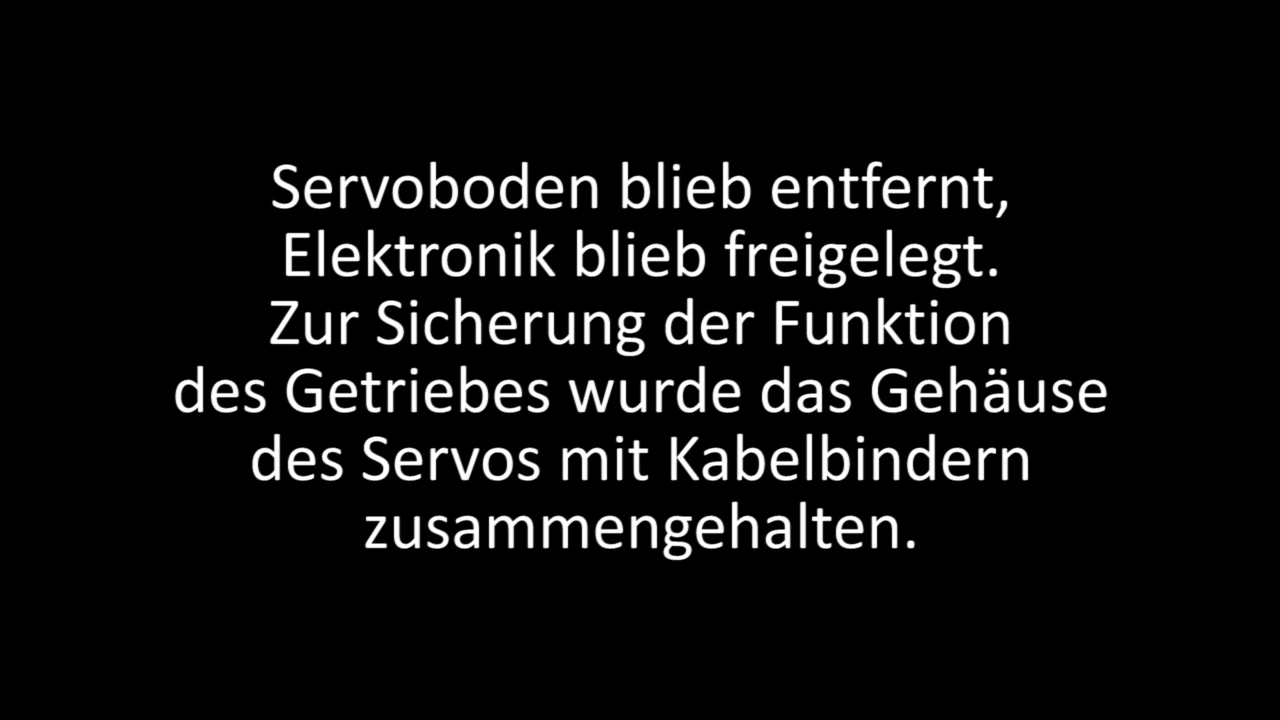 Servoboden blieb entfernt,
Elektronik blieb freigelegt.
Zur Sicherung der Funktion
des Getriebes wurde das Gehäuse
des Servos mit Kabelbindern
zusammengehalten.